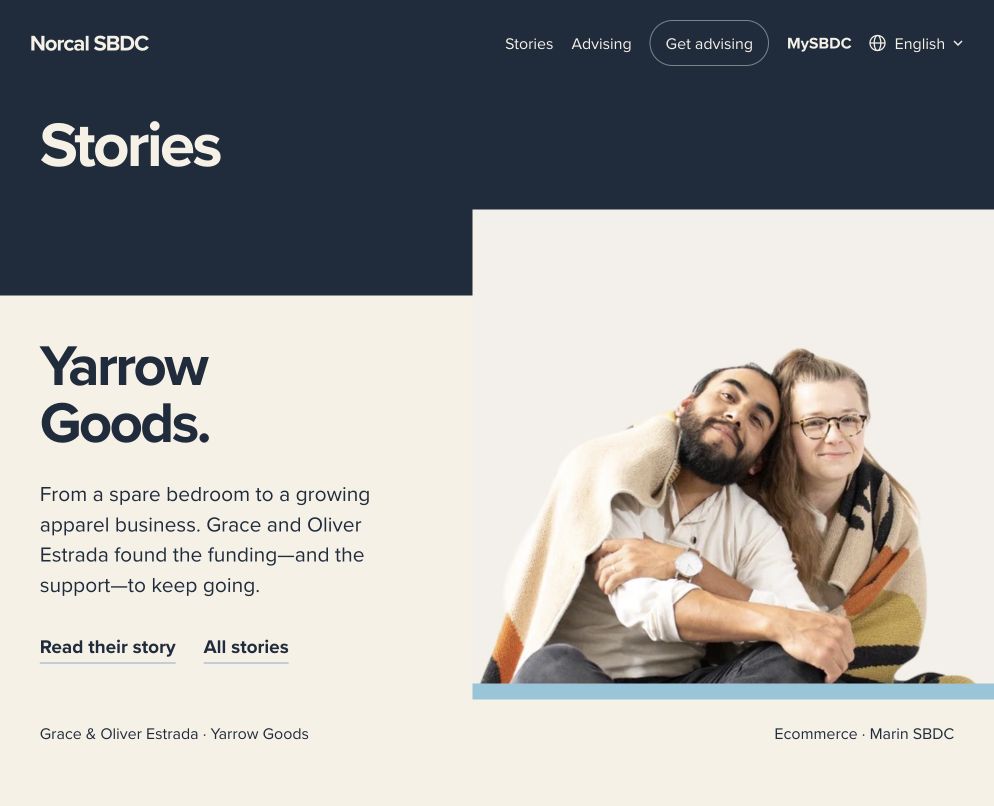 Norcal SBDC
Stories Advising Get advising MySBDC English
Stories
Yarrow
Goods.
From a spare bedroom to a growing
apparel business. Grace and Oliver
Estrada found the funding—and the
support—to keep going.
Read their story All stories
Grace & Oliver Estrada · Yarrow Goods
Ecommerce · Marin SBDC